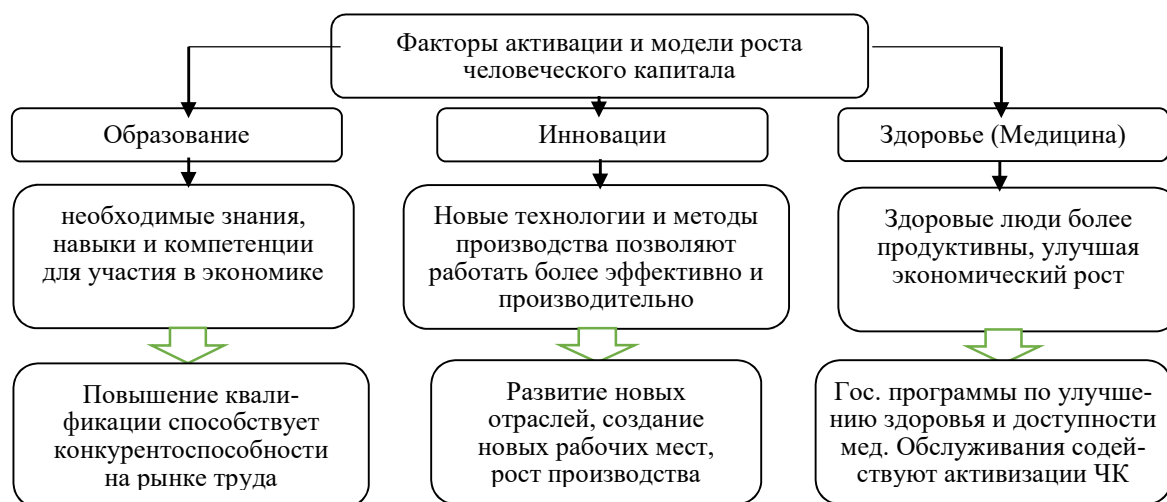 Факторы активации и модели роста
человеческого капитала
Образование
Инновации
Здоровье (Медицина)
необходимые знания,
навыки и компетенции
для участия в экономике
Новые технологии и методы
производства позволяют
работать более эффективно и
производительно
Здоровые люди более
продуктивны, улучшая
экономический рост
Повышение квали-
фикации способствует
конкурентоспособности
на рынке труда
Развитие новых
отраслей, создание
новых рабочих мест,
рост производства
Гос. программы по улучше-
нию здоровья и доступности
мед. Обслуживания содей-
ствуют активизации ЧК